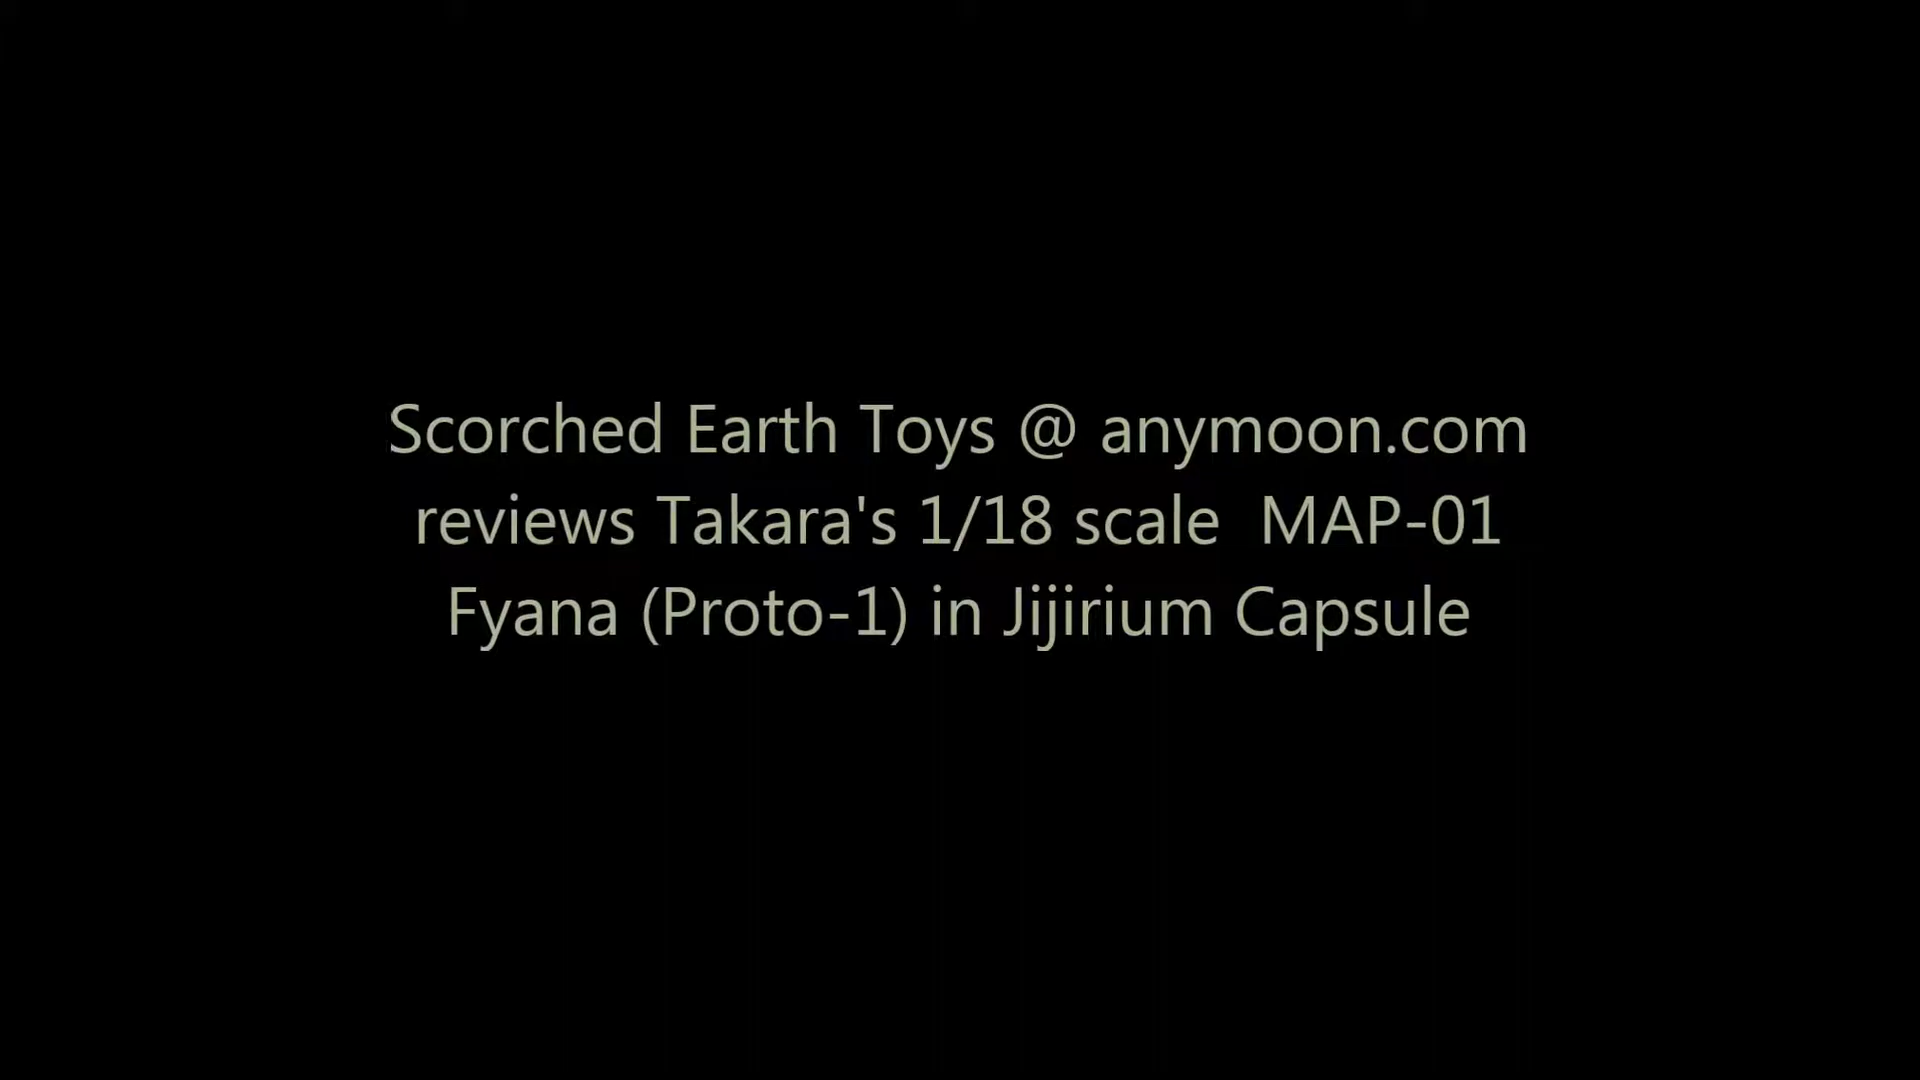 Scorched Earth Toys @ anymoon.com
reviews Takara's 1/18 scale  MAP-01
Fyana (Proto-1) in Jijirium Capsule